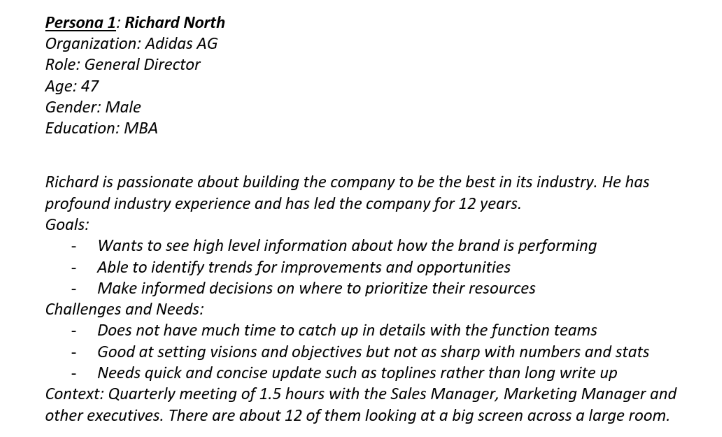 Persona 1: Richard North
Organization: Adidas AG
Role: General Director
Age: 47
Gender: Male
Education: MBA
Richard is passionate about building the company to be the best in its industry. He has
profound industry experience and has led the company for 12 years.
Goals:
- Wants to see high level information about how the brand is performing
- Able to identify trends for improvements and opportunities
- Make informed decisions on where to prioritize their resources
Challenges and Needs:
- Does not have much time to catch up in details with the function teams
- Good at setting visions and objectives but not as sharp with numbers and stats
- Needs quick and concise update such as toplines rather than long write up
Context: Quarterly meeting of 1.5 hours with the Sales Manager, Marketing Manager and
other executives. There are about 12 of them looking at a big screen across a large room.